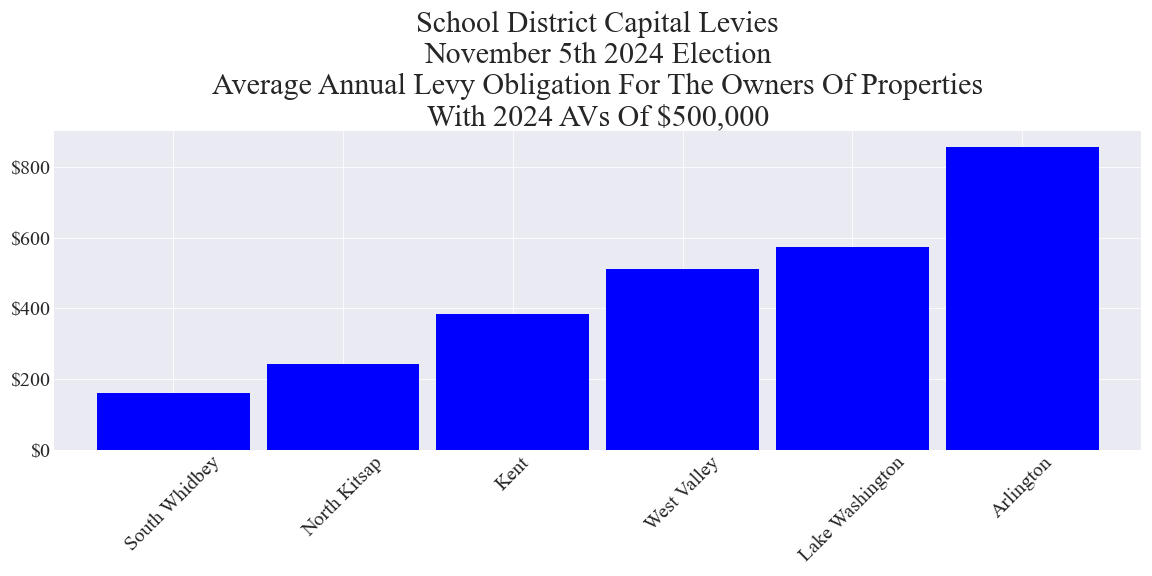 School District Capital Levies
November 5th 2024 Election
Average Annual Levy Obligation For The Owners Of Properties
With 2024 AVs Of $500,000
$800
$600
$400
$200
$0
South Whidbey
North Kitsap
Kent
West Valley
Lake Washington
Arlington